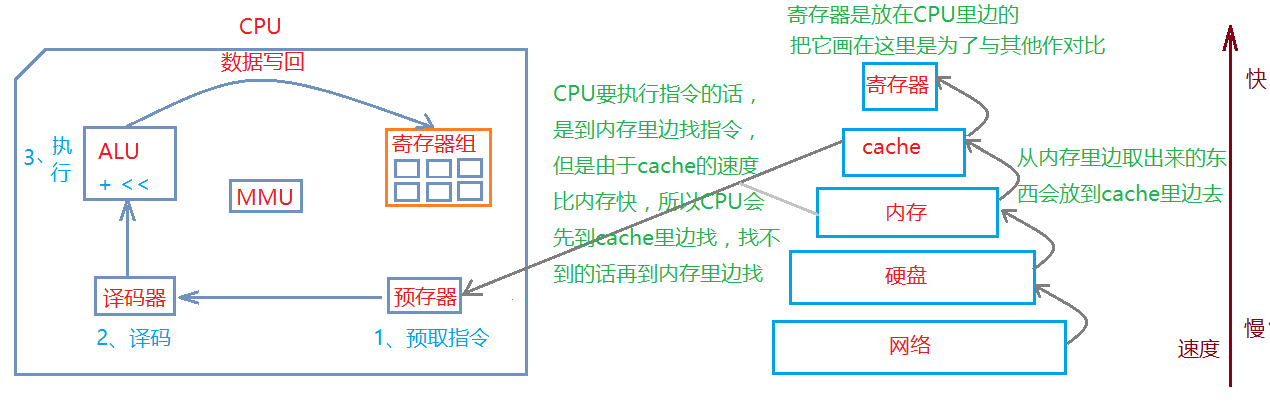 CPU
数据写回
3、执
行
ALU
+ <<
寄存器组
MMU
译码器
2、译码
预存器
1、预取指令
CPU要执行指令的话，
是到内存里边找指令，
但是由于cache的速度
比内存快，所以CPU会
先到cache里边找，找不
到的话再到内存里边找
寄存器是放在CPU里边的
把它画在这里是为了与其他作对比
寄存器
cache
内存
硬盘
网络
从内存里边取出来的东
西会放到cache里边去
快
慢
速度